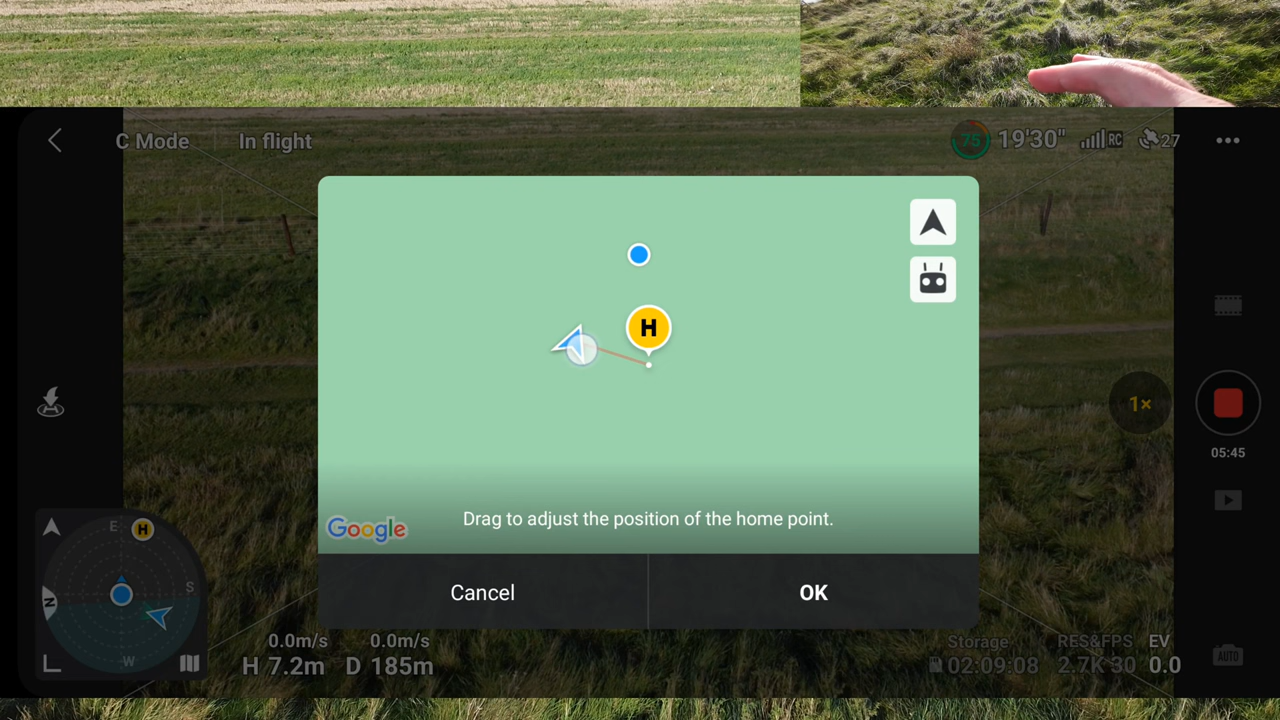 C Mode In flight 75 19'30" RC 27
H
Google
Drag to adjust the position of the home point.
Cancel OK
1×
05:45
E H
S
N
W
0.0m/s 0.0m/s
H 7.2m D 185m
Storage RES&FPS EV
02:09:08 2.7K 30 0.0
AUTO